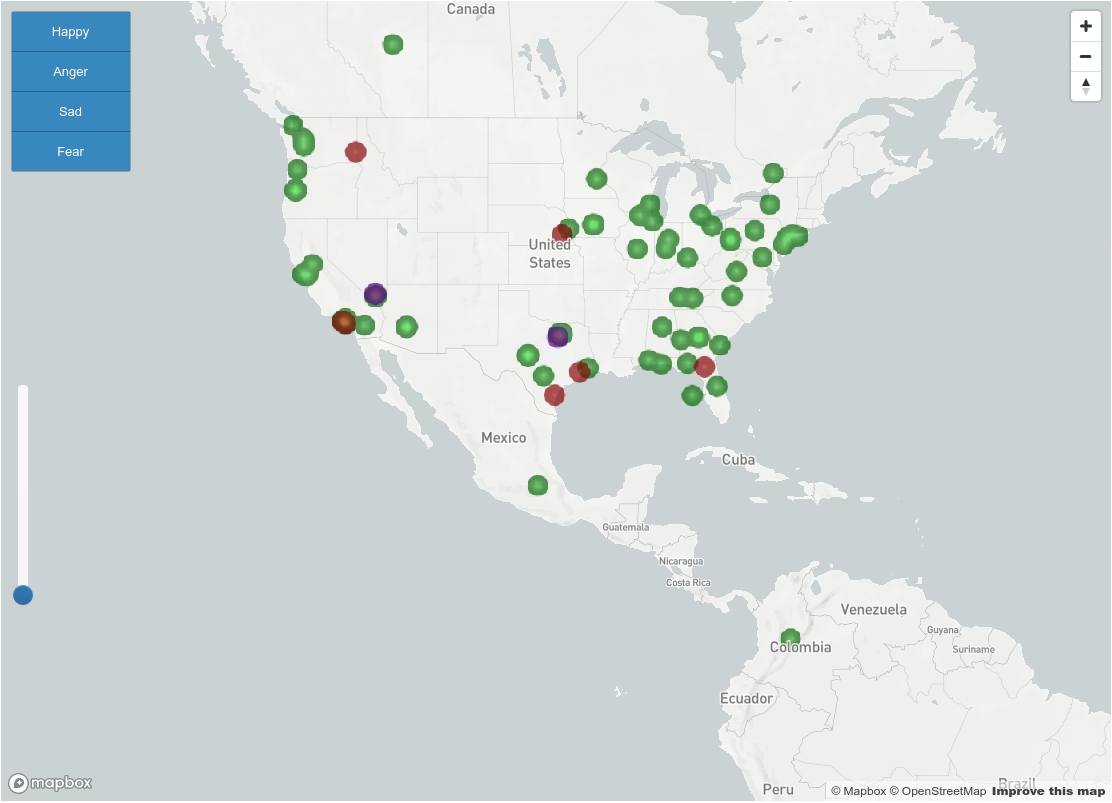 Canada
Happy
Anger
Sad
Fear
United
States
Mexico
Cuba
Guatemala
Nicaragua
Costa Rica
Venezuela
Guyana
Colombia
Suriname
Ecuador
Peru
Brazil
mapbox
© Mapbox © OpenStreetMap Improve this map